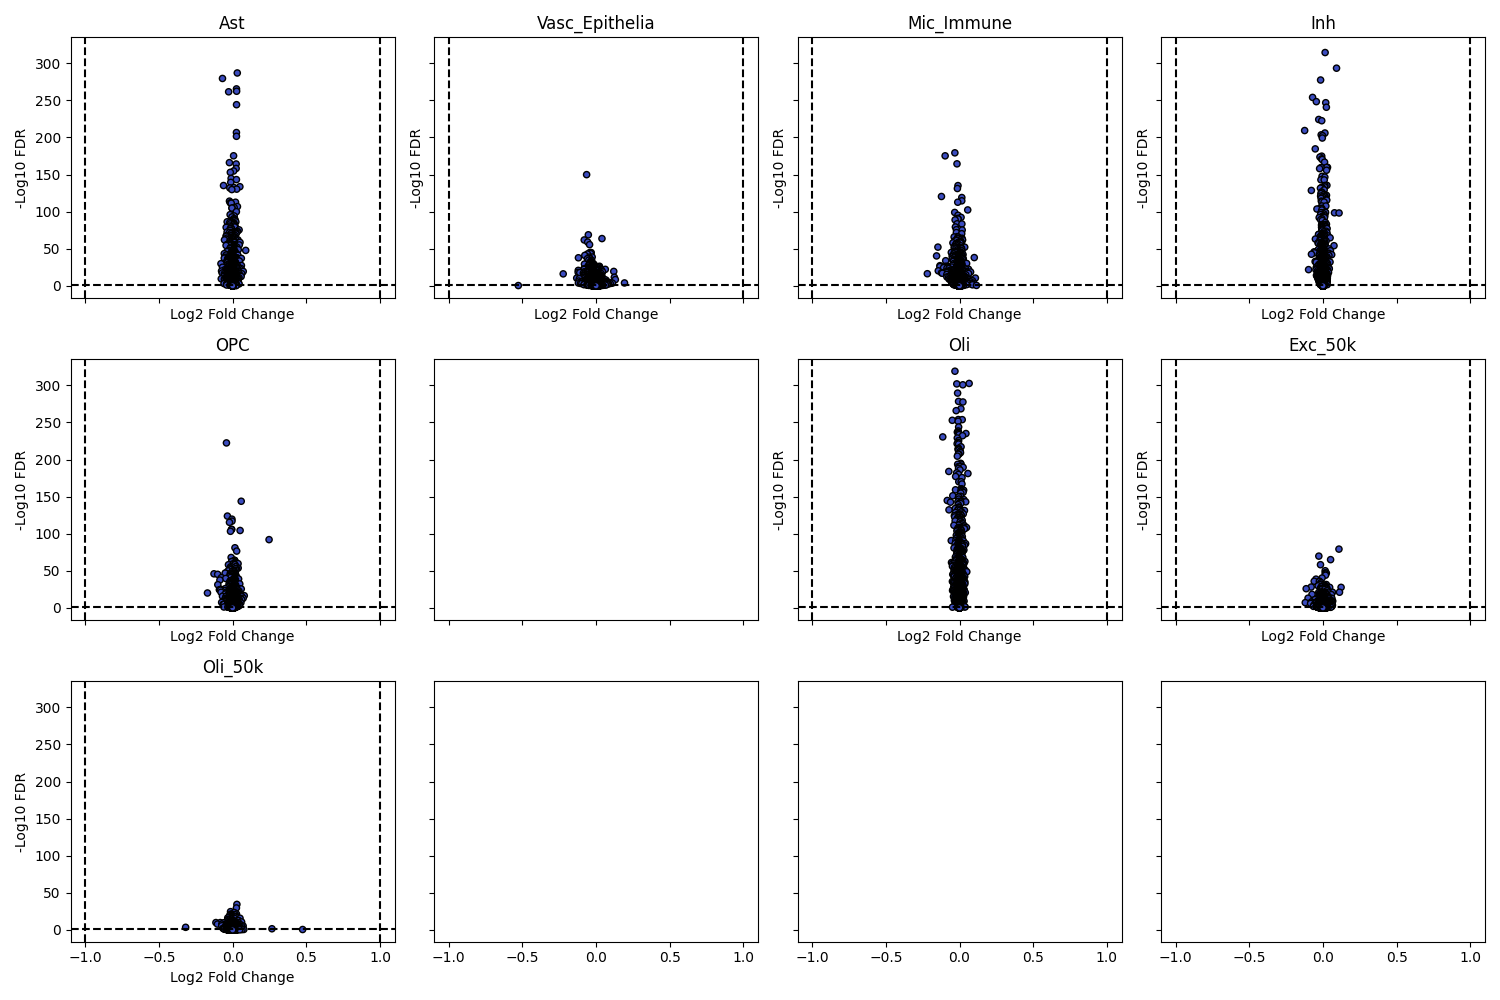 Ast Vasc_Epithelia Mic_Immune Inh
300
250
200
150
100
50
0
-Log10 FDR -Log10 FDR -Log10 FDR -Log10 FDR
Log2 Fold Change Log2 Fold Change Log2 Fold Change Log2 Fold Change
OPC Oli Exc_50k
300
250
200
150
100
50
0
-Log10 FDR -Log10 FDR -Log10 FDR
Log2 Fold Change Log2 Fold Change Log2 Fold Change
Oli_50k
300
250
200
150
100
50
0
-Log10 FDR
−1.0 −0.5 0.0 0.5 1.0 −1.0 −0.5 0.0 0.5 1.0 −1.0 −0.5 0.0 0.5 1.0 −1.0 −0.5 0.0 0.5 1.0
Log2 Fold Change